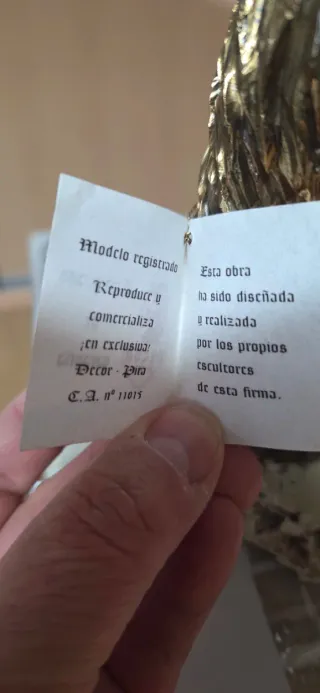 Modelo registrado
Reproduce y
comercializa
¡en exclusiva!
Decor - Pita
C.A. nº 11015
Esta obra
ha sido diseñada
y realizada
por los propios
escultores
de esta firma.